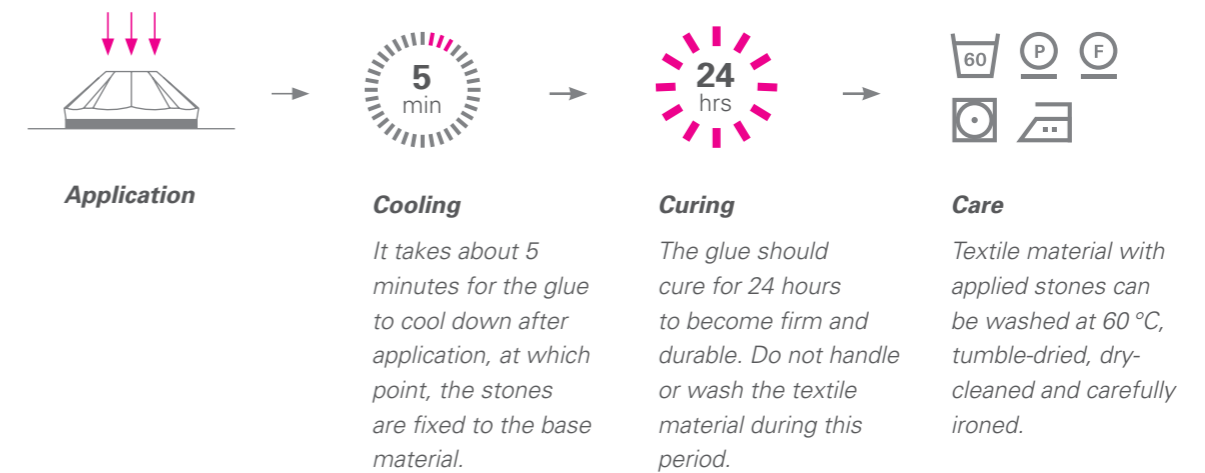 5
min
24
hrs
60
P
F
Application
Cooling
It takes about 5
minutes for the glue
to cool down after
application, at which
point, the stones
are fixed to the base
material.
Curing
The glue should
cure for 24 hours
to become firm and
durable. Do not handle
or wash the textile
material during this
period.
Care
Textile material with
applied stones can
be washed at 60 °C,
tumble-dried, dry-
cleaned and carefully
ironed.